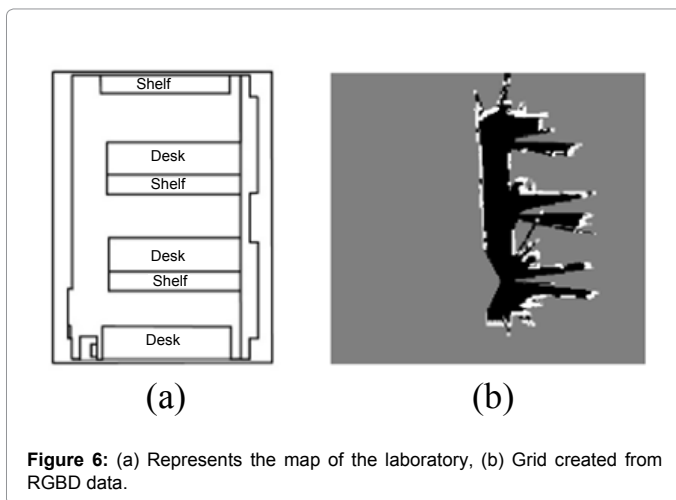 Shelf
Desk
Shelf
Desk
Shelf
Desk
(a)
(b)
Figure 6: (a) Represents the map of the laboratory, (b) Grid created from
RGBD data.